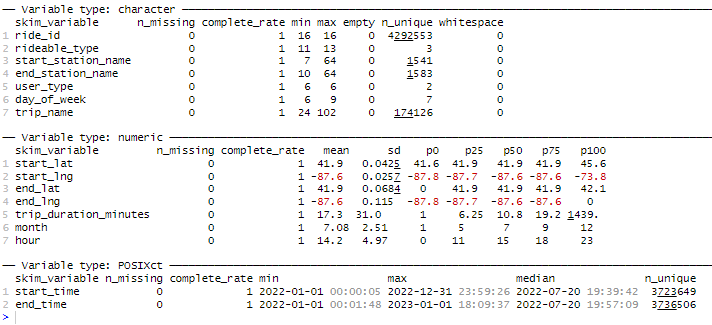 ── Variable type: character ──
skim_variable n_missing complete_rate min max empty n_unique whitespace
1 ride_id 0 1 16 16 0 4292553 0
2 rideable_type 0 1 11 13 0 3 0
3 start_station_name 0 1 7 64 0 1541 0
4 end_station_name 0 1 10 64 0 1583 0
5 user_type 0 1 6 6 0 2 0
6 day_of_week 0 1 6 9 0 7 0
7 trip_name 0 1 24 102 0 174126 0
── Variable type: numeric ──
skim_variable n_missing complete_rate mean sd p0 p25 p50 p75 p100
1 start_lat 0 1 41.9 0.0425 41.6 41.9 41.9 41.9 45.6
2 start_lng 0 1 -87.6 0.0257 -87.8 -87.7 -87.6 -87.6 -73.8
3 end_lat 0 1 41.9 0.0684 0 41.9 41.9 41.9 42.1
4 end_lng 0 1 -87.6 0.115 -87.8 -87.7 -87.6 -87.6 0
5 trip_duration_minutes 0 1 17.3 31.0 1 6.25 10.8 19.2 1439.
6 month 0 1 7.08 2.51 1 5 7 9 12
7 hour 0 1 14.2 4.97 0 11 15 18 23
── Variable type: POSIXct ──
skim_variable n_missing complete_rate min max median n_unique
1 start_time 0 1 2022-01-01 00:00:05 2022-12-31 23:59:26 2022-07-20 19:39:42 3723649
2 end_time 0 1 2022-01-01 00:01:48 2023-01-01 18:09:37 2022-07-20 19:57:09 3736506
>